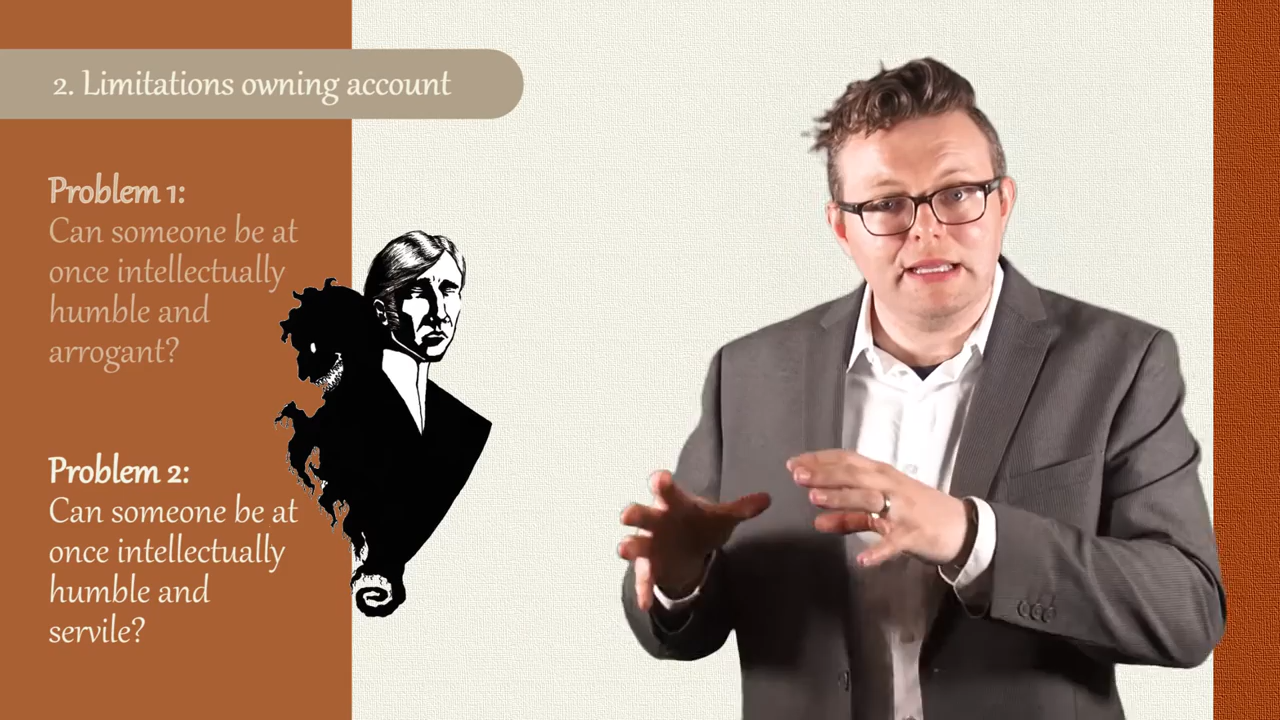 2. Limitations owning account
Problem 1:
Can someone be at
once intellectually
humble and
arrogant?
Problem 2:
Can someone be at
once intellectually
humble and
servile?